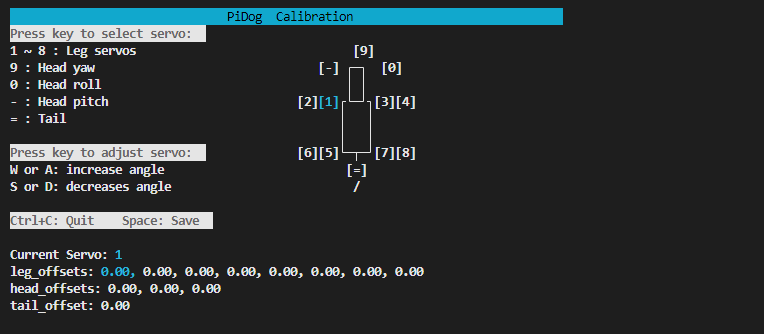 PiDog  Calibration
Press key to select servo:
1 ~ 8 : Leg servos
[9]
9 : Head yaw
[-] [0]
0 : Head roll
- : Head pitch
[2][1] [3][4]
= : Tail
Press key to adjust servo:
[6][5] [7][8]
W or A: increase angle
[=]
S or D: decreases angle
/
Ctrl+C: Quit    Space: Save
Current Servo: 1
leg_offsets: 0.00, 0.00, 0.00, 0.00, 0.00, 0.00, 0.00, 0.00
head_offsets: 0.00, 0.00, 0.00
tail_offset: 0.00